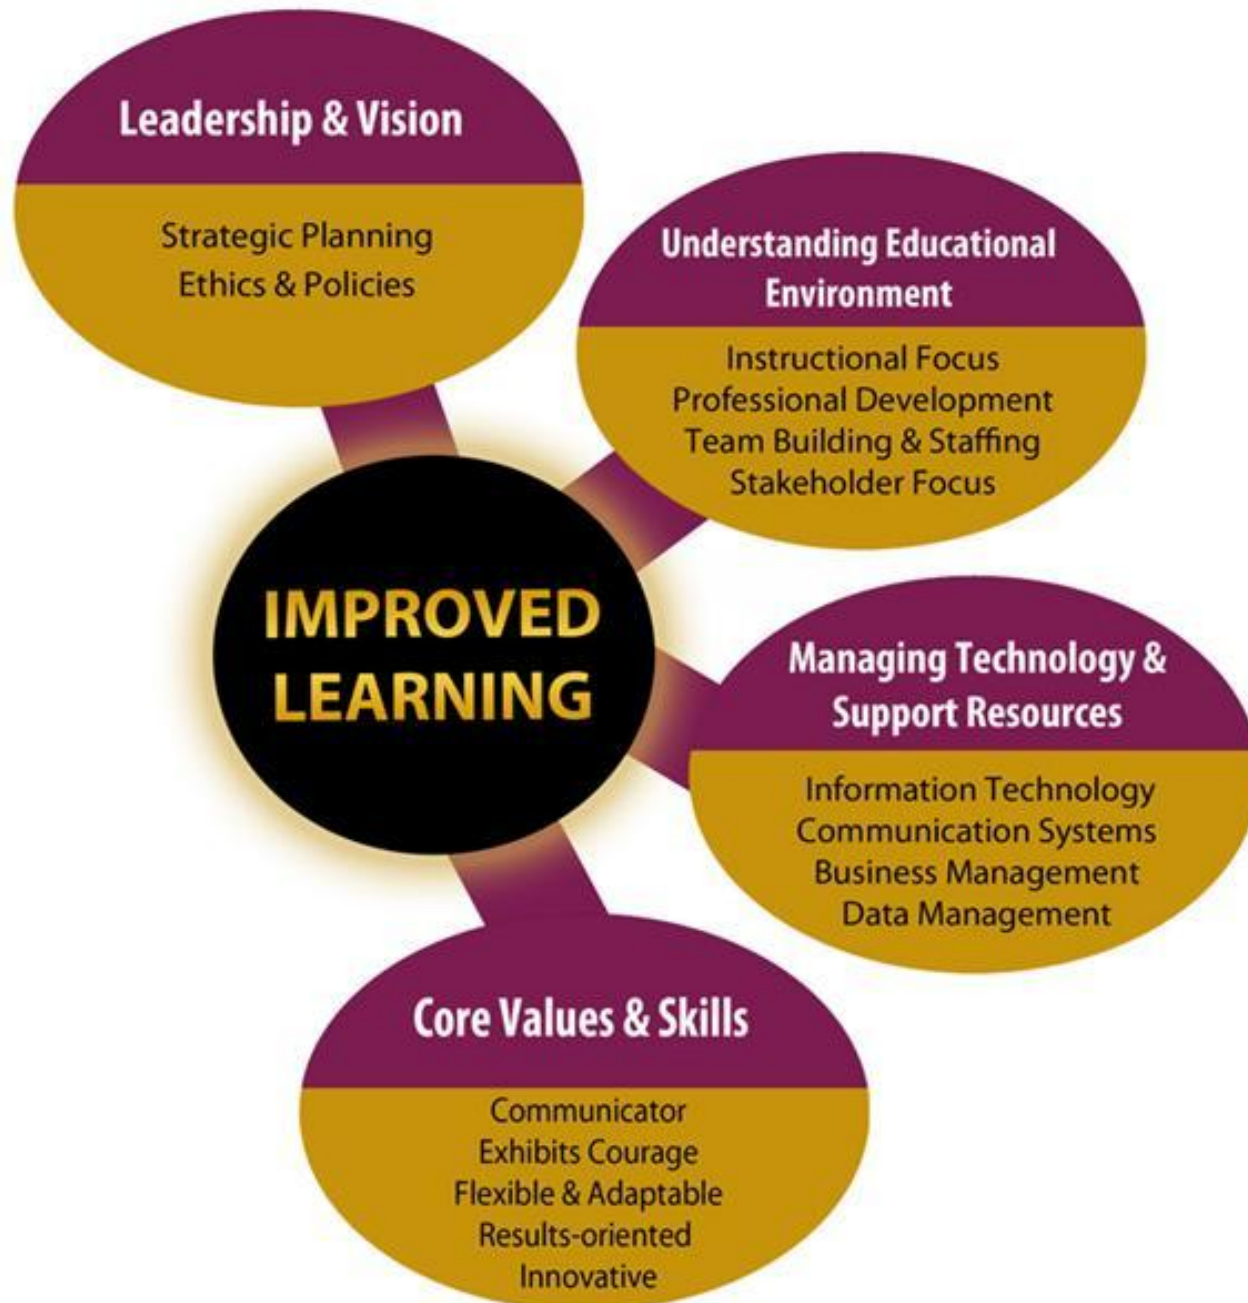 Leadership & Vision
Strategic Planning
Ethics & Policies
Understanding Educational
Environment
Instructional Focus
Professional Development
Team Building & Staffing
Stakeholder Focus
IMPROVED
LEARNING
Managing Technology &
Support Resources
Information Technology
Communication Systems
Business Management
Data Management
Core Values & Skills
Communicator
Exhibits Courage
Flexible & Adaptable
Results-oriented
Innovative